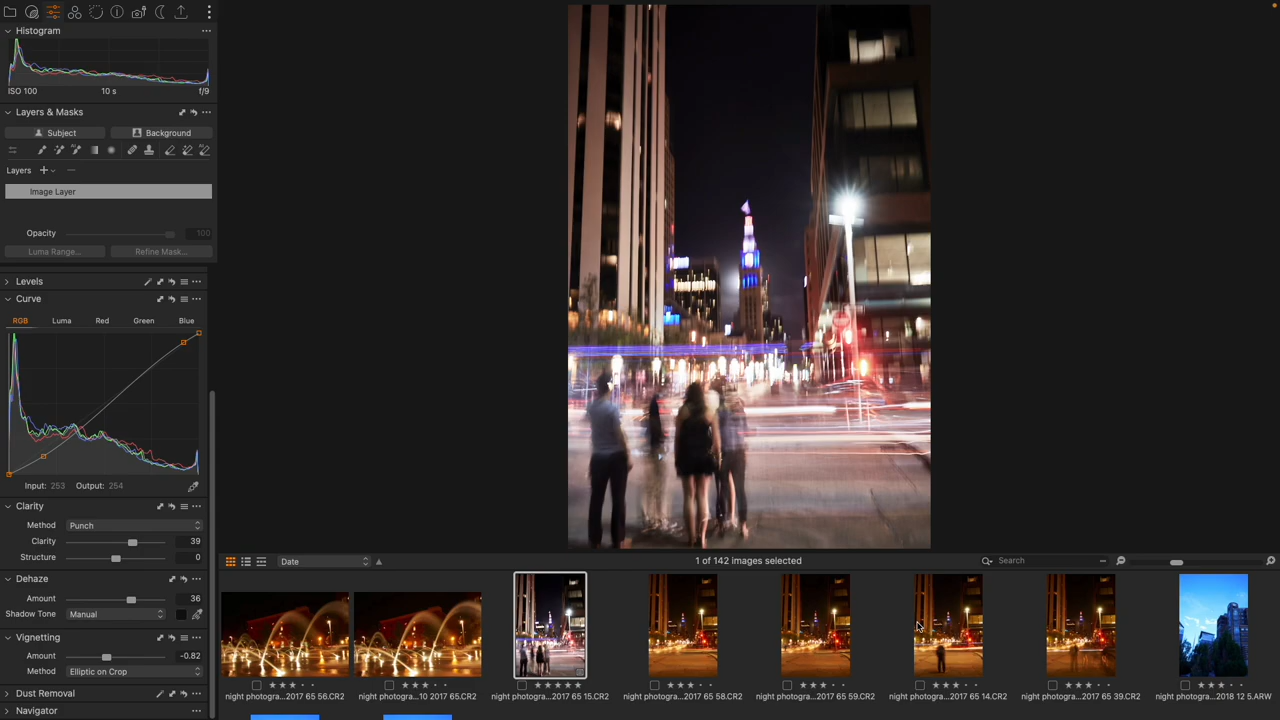 Histogram
ISO 100 10 s f/9
Layers & Masks
Subject Background
Layers
Image Layer
Opacity 100
Luma Range... Refine Mask...
Levels
Curve
RGB Luma Red Green Blue
Input: 253 Output: 254
Clarity
Method Punch
Clarity 39
Structure 0
Dehaze
Amount 36
Shadow Tone Manual
Vignetting
Amount -0.82
Method Elliptic on Crop
Dust Removal
Navigator
Date 1 of 142 images selected Search
night photogra...2017 65 56.CR2
night photogra...10 2017 65.CR2
night photogra...2017 65 15.CR2
night photogra...2017 65 58.CR2
night photogra...2017 65 59.CR2
night photogra...2017 65 14.CR2
night photogra...2017 65 39.CR2
night photogra...2018 12 5.ARW